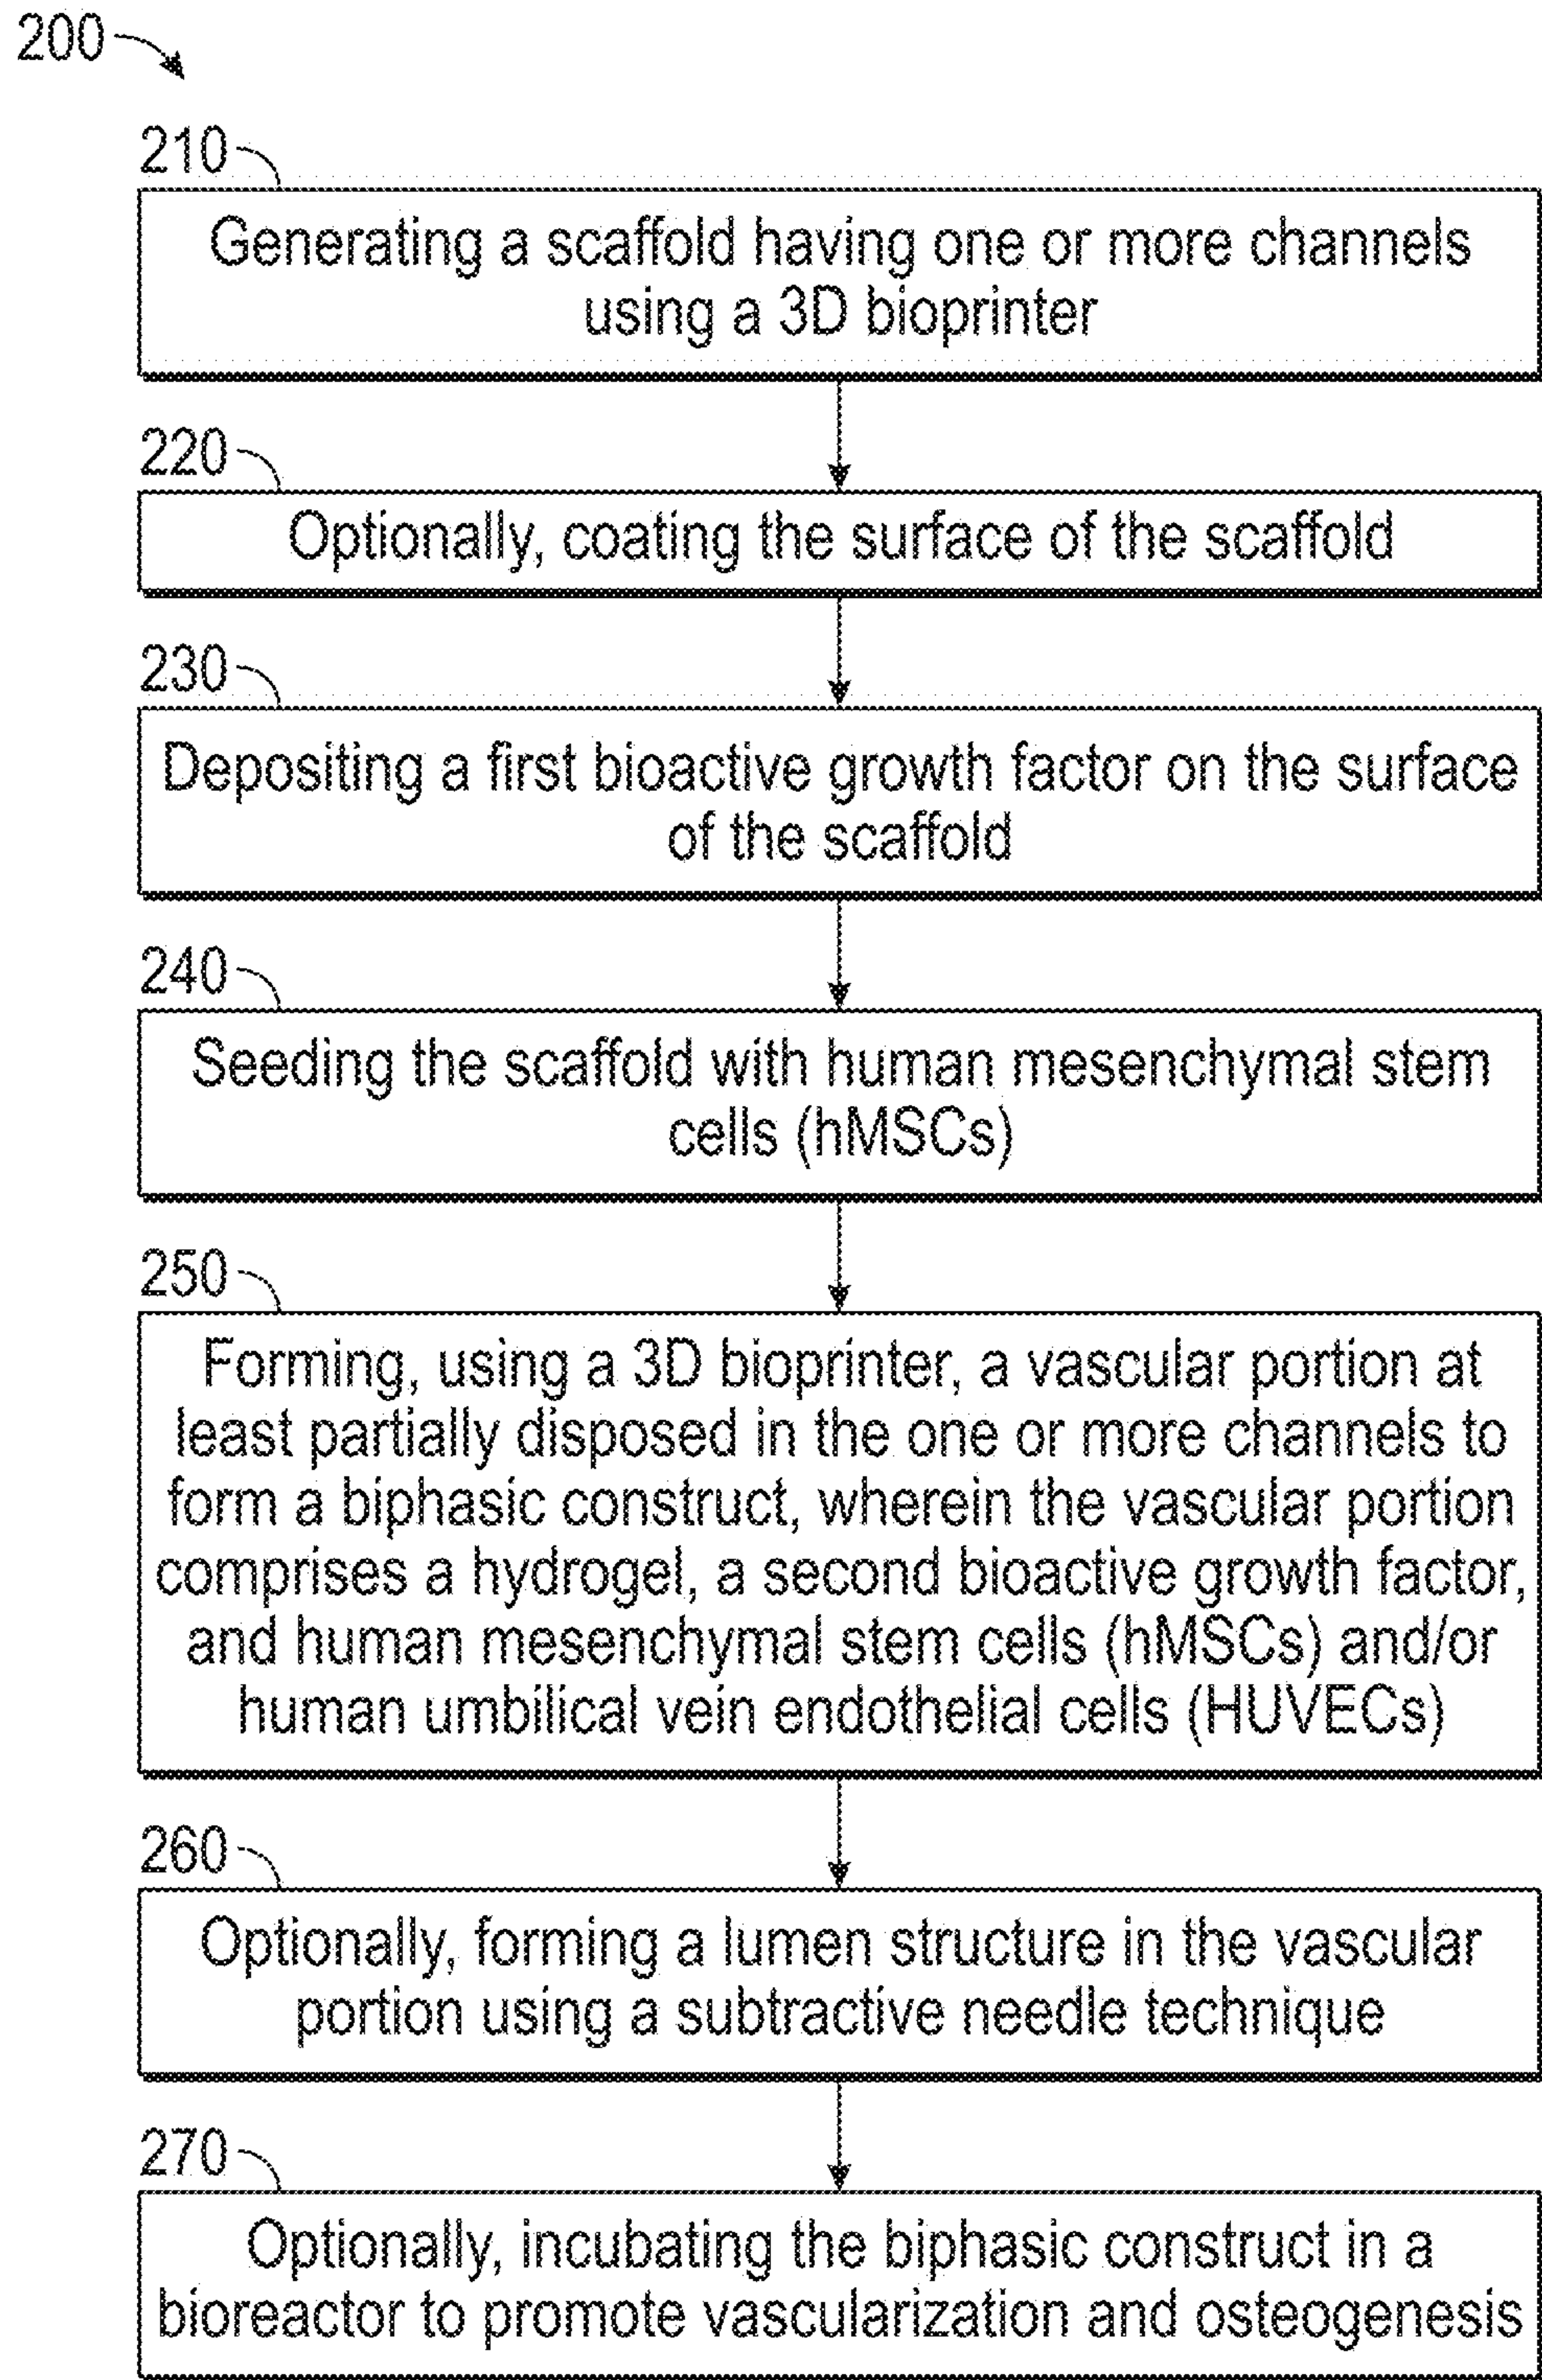 200
210
Generating a scaffold having one or more channels
using a 3D bioprinter
220
Optionally, coating the surface of the scaffold
230
Depositing a first bioactive growth factor on the surface
of the scaffold
240
Seeding the scaffold with human mesenchymal stem
cells (hMSCs)
250
Forming, using a 3D bioprinter, a vascular portion at
least partially disposed in the one or more channels to
form a biphasic construct, wherein the vascular portion
comprises a hydrogel, a second bioactive growth factor,
and human mesenchymal stem cells (hMSCs) and/or
human umbilical vein endothelial cells (HUVECs)
260
Optionally, forming a lumen structure in the vascular
portion using a subtractive needle technique
270
Optionally, incubating the biphasic construct in a
bioreactor to promote vascularization and osteogenesis